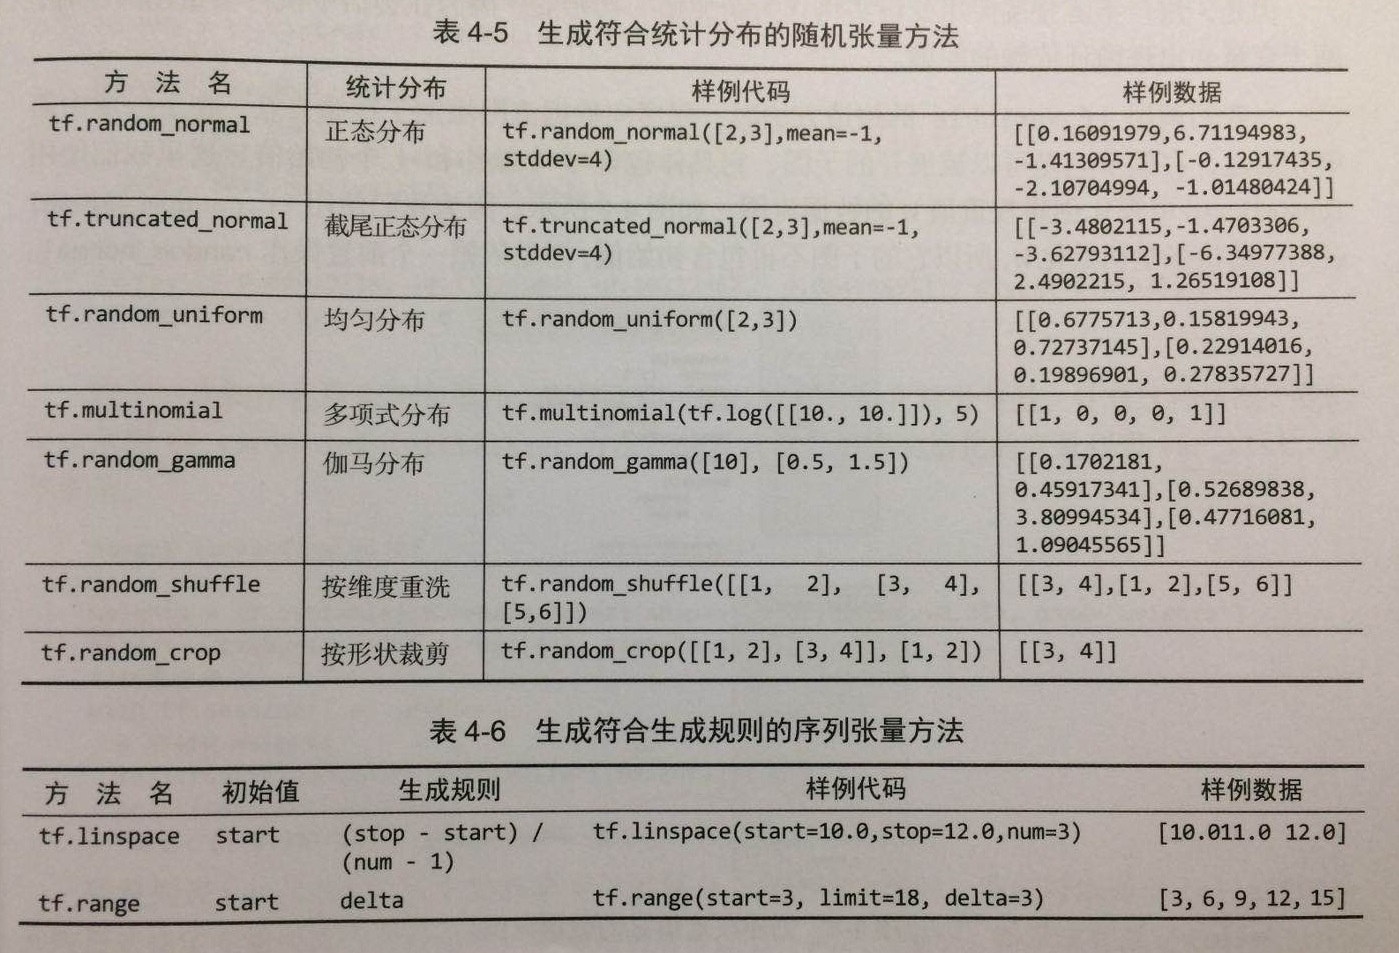 表 4-5 生成符合统计分布的随机张量方法
方 法 名 统计分布 样例代码 样例数据
tf.random_normal 正态分布 tf.random_normal([2,3],mean=-1, [[0.16091979,6.71194983,
stddev=4) -1.41309571],[-0.12917435,
-2.10704994, -1.01480424]]
tf.truncated_normal 截尾正态分布 tf.truncated_normal([2,3],mean=-1, [[-3.4802115,-1.4703306,
stddev=4) -3.62793112],[-6.34977388,
2.4902215, 1.26519108]]
tf.random_uniform 均匀分布 tf.random_uniform([2,3]) [[0.6775713,0.15819943,
0.72737145],[0.22914016,
0.19896901, 0.27835727]]
tf.multinomial 多项式分布 tf.multinomial(tf.log([[10., 10.]]), 5) [[1, 0, 0, 0, 1]]
tf.random_gamma 伽马分布 tf.random_gamma([10], [0.5, 1.5]) [[0.1702181,
0.45917341],[0.52689838,
3.80994534],[0.47716081,
1.09045565]]
tf.random_shuffle 按维度重洗 tf.random_shuffle([[1, 2], [3, 4], [[3, 4],[1, 2],[5, 6]]
[5,6]])
tf.random_crop 按形状裁剪 tf.random_crop([[1, 2], [3, 4]], [1, 2]) [[3, 4]]
表 4-6 生成符合生成规则的序列张量方法
方 法 名 初始值 生成规则 样例代码 样例数据
tf.linspace start (stop - start) / tf.linspace(start=10.0,stop=12.0,num=3) [10.011.0 12.0]
(num - 1)
tf.range start delta tf.range(start=3, limit=18, delta=3) [3, 6, 9, 12, 15]